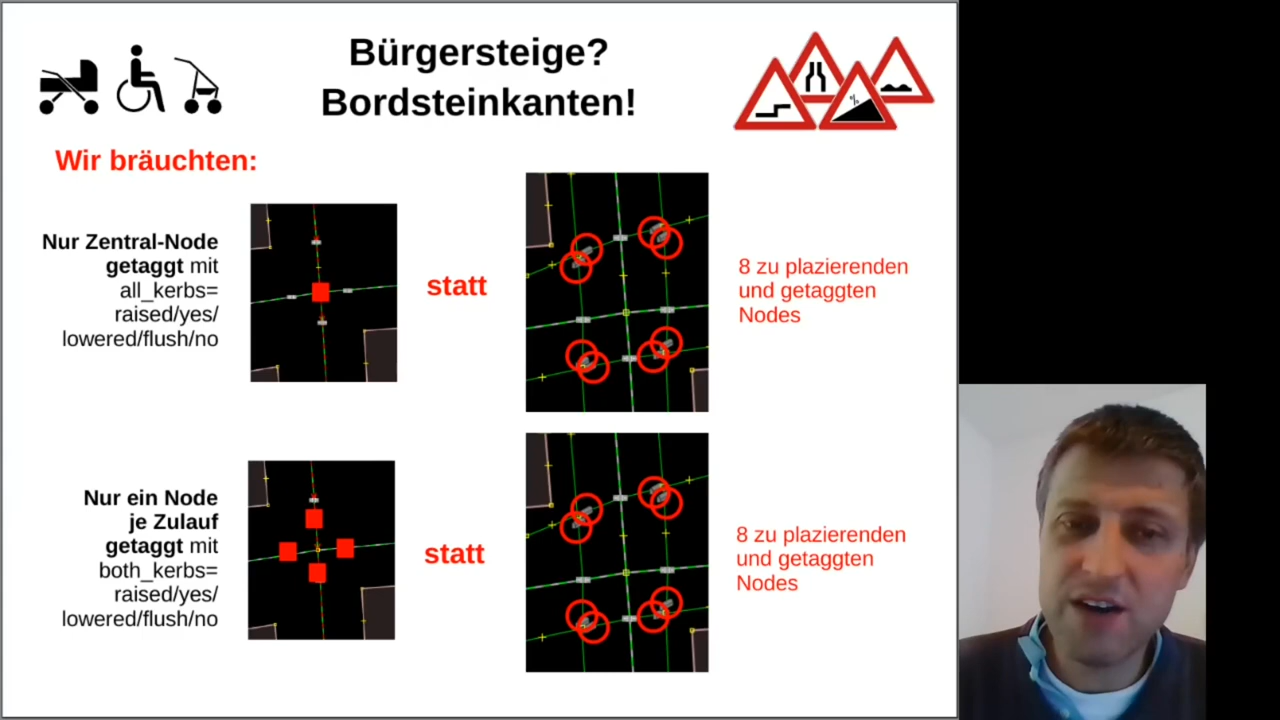 Bürgersteige?
Bordsteinkanten!
Wir bräuchten:
Nur Zentral-Node
getaggt mit
all_kerbs=
raised/yes/
lowered/flush/no
statt
8 zu plazierenden
und getaggten
Nodes
Nur ein Node
je Zulauf
getaggt mit
both_kerbs=
raised/yes/
lowered/flush/no
statt
8 zu plazierenden
und getaggten
Nodes